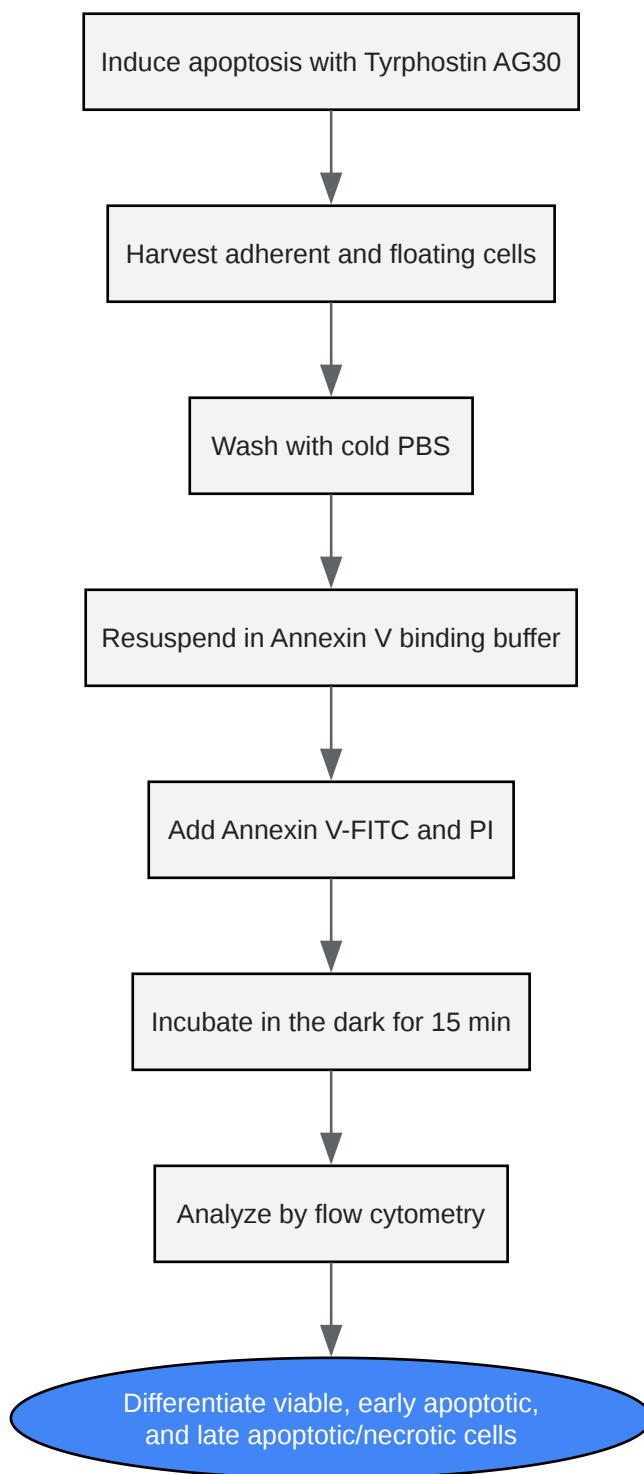 Induce apoptosis with Tyrphostin AG30
Harvest adherent and floating cells
Wash with cold PBS
Resuspend in Annexin V binding buffer
Add Annexin V-FITC and PI
Incubate in the dark for 15 min
Analyze by flow cytometry
Differentiate viable, early apoptotic,
and late apoptotic/necrotic cells